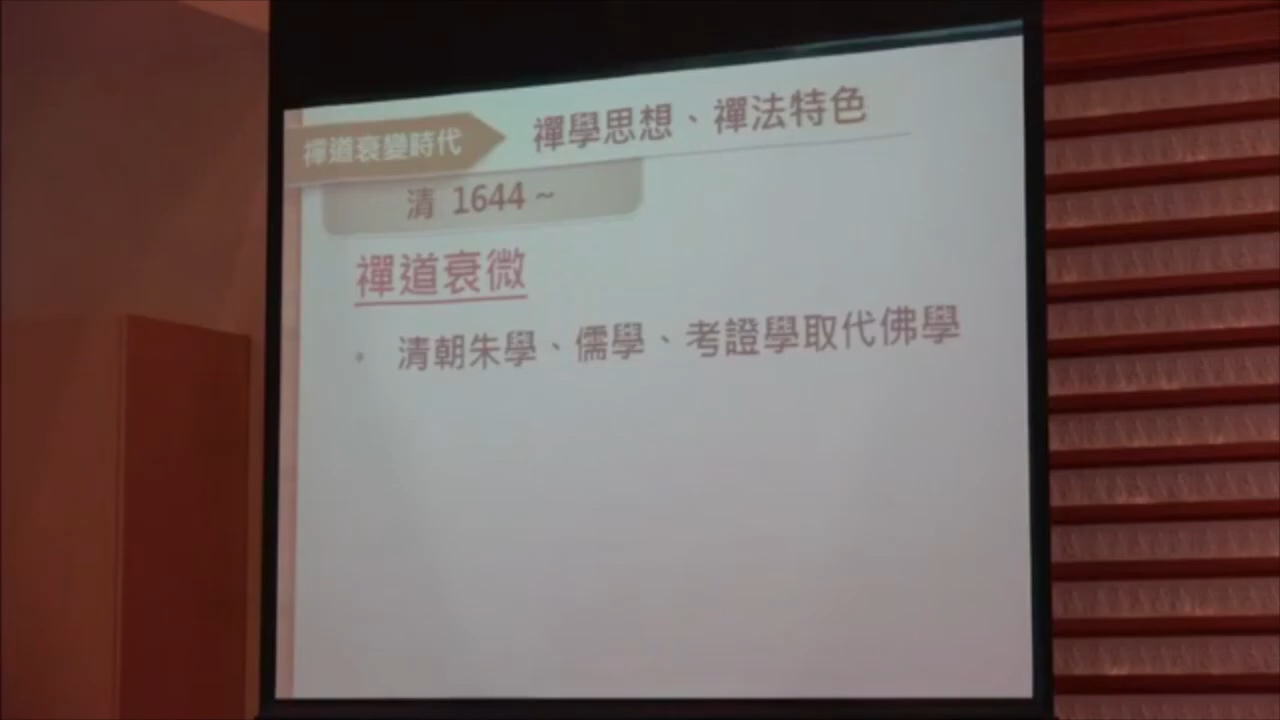 禪道衰變時代
禪學思想、禪法特色
清 1644 ~
禪道衰微
• 清朝朱學、儒學、考證學取代佛學